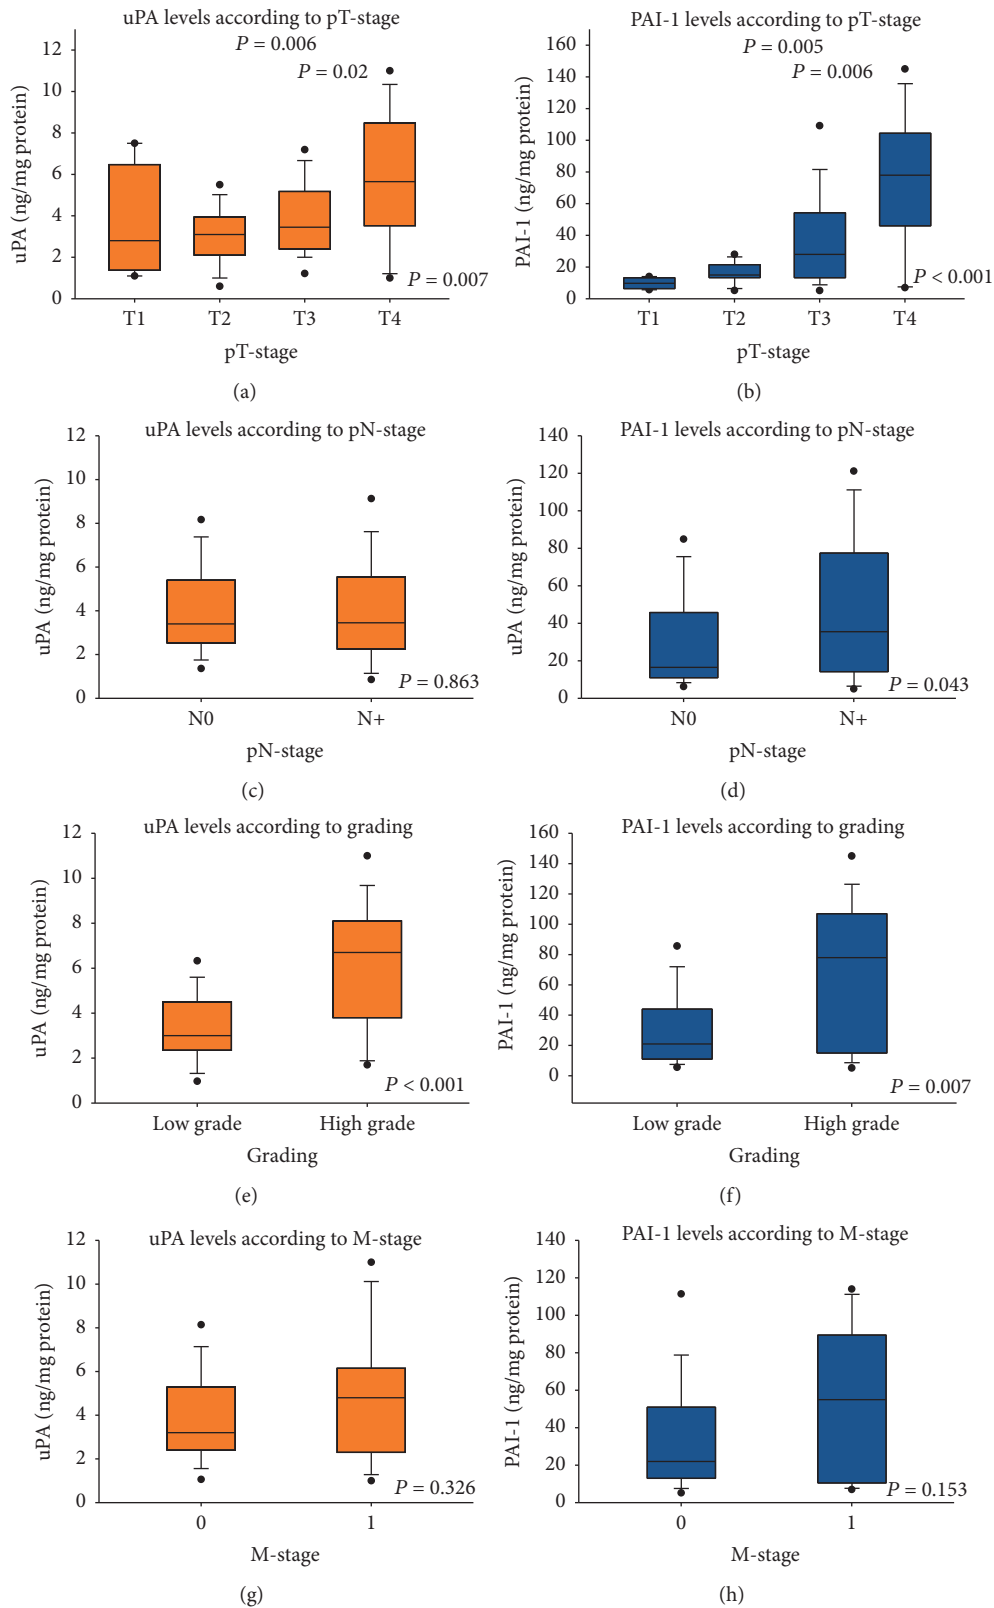 uPA levels according to pT-stage
P = 0.006
P = 0.02
12
10
8
6
4
2
0
uPA (ng/mg protein)
P = 0.007
T1 T2 T3 T4
pT-stage
(a)
PAI-1 levels according to pT-stage
P = 0.005
P = 0.006
160
140
120
100
80
60
40
20
0
PAI-1 (ng/mg protein)
P < 0.001
T1 T2 T3 T4
pT-stage
(b)
uPA levels according to pN-stage
12
10
8
6
4
2
0
uPA (ng/mg protein)
P = 0.863
N0 N+
pN-stage
(c)
PAI-1 levels according to pN-stage
140
120
100
80
60
40
20
0
uPA (ng/mg protein)
P = 0.043
N0 N+
pN-stage
(d)
uPA levels according to grading
12
10
8
6
4
2
0
uPA (ng/mg protein)
P < 0.001
Low grade High grade
Grading
(e)
PAI-1 levels according to grading
160
140
120
100
80
60
40
20
0
PAI-1 (ng/mg protein)
P = 0.007
Low grade High grade
Grading
(f)
uPA levels according to M-stage
12
10
8
6
4
2
0
uPA (ng/mg protein)
P = 0.326
0 1
M-stage
(g)
PAI-1 levels according to M-stage
140
120
100
80
60
40
20
0
PAI-1 (ng/mg protein)
P = 0.153
0 1
M-stage
(h)